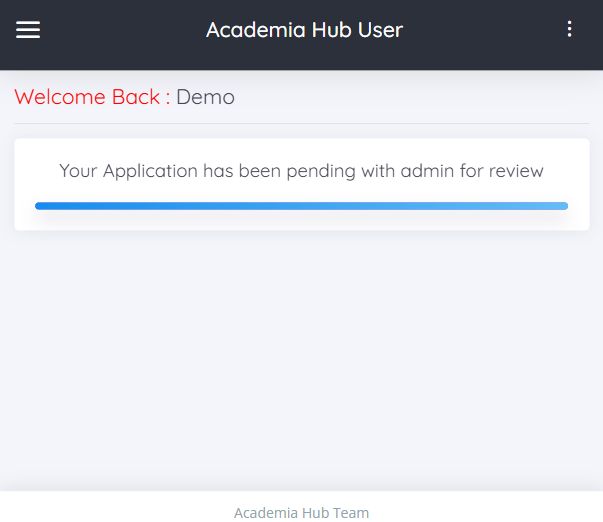 Academia Hub User
Welcome Back : Demo
Your Application has been pending with admin for review
Academia Hub Team